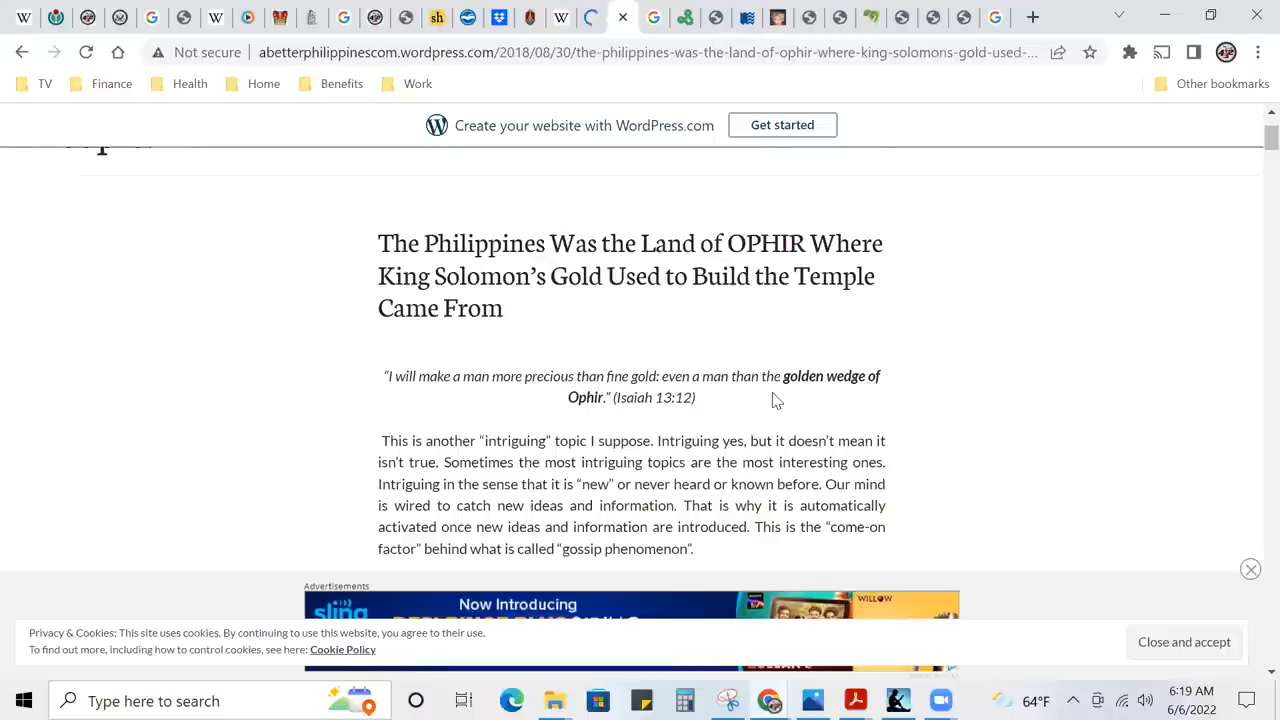 Not secure
abetterphilippinescom.wordpress.com/2018/08/30/the-philippines-was-the-land-of-ophir-where-king-solomons-gold-used-...
TV Finance Health Home Benefits Work Other bookmarks
Create your website with WordPress.com Get started
The Philippines Was the Land of OPHIR Where
King Solomon’s Gold Used to Build the Temple
Came From
“I will make a man more precious than fine gold: even a man than the golden wedge of
Ophir.” (Isaiah 13:12)
This is another “intriguing” topic I suppose. Intriguing yes, but it doesn’t mean it
isn’t true. Sometimes the most intriguing topics are the most interesting ones.
Intriguing in the sense that it is “new” or never heard or known before. Our mind
is wired to catch new ideas and information. That is why it is automatically
activated once new ideas and information are introduced. This is the “come-on
factor” behind what is called “gossip phenomenon”.
Advertisements
sling
Now Introducing
WILLOW
Privacy & Cookies: This site uses cookies. By continuing to use this website, you agree to their use.
To find out more, including how to control cookies, see here: Cookie Policy
Close and accept
Type here to search
64°F
6:19 AM
6/6/2022